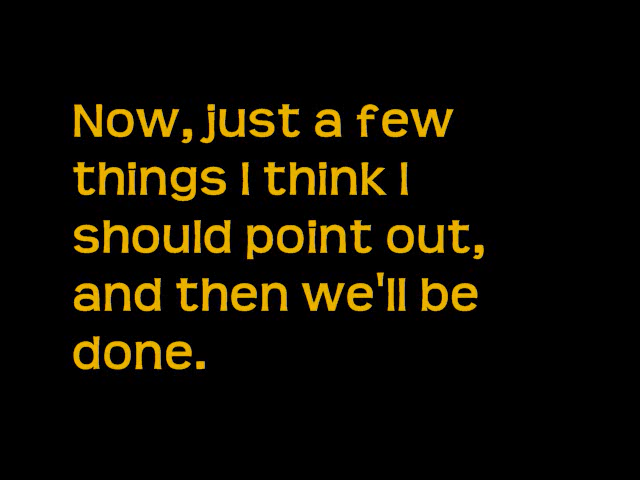 Now, just a few
things I think I
should point out,
and then we'll be
done.